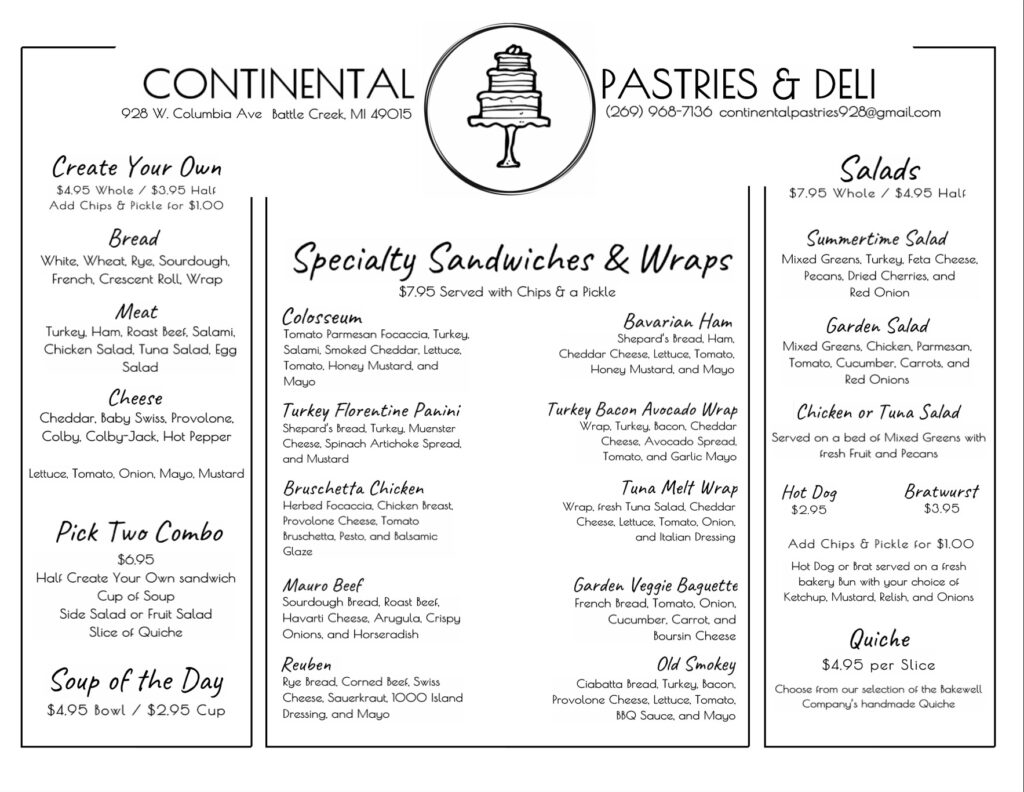 CONTINENTAL
928 W. Columbia Ave Battle Creek, MI 49015
PASTRIES & DELI
(269) 968-7136 continentalpastries928@gmail.com
Create Your Own
$4.95 Whole / $3.95 Half
Add Chips & Pickle for $1.00
Bread
White, Wheat, Rye, Sourdough,
French, Crescent Roll, Wrap
Meat
Turkey, Ham, Roast Beef, Salami,
Chicken Salad, Tuna Salad, Egg
Salad
Cheese
Cheddar, Baby Swiss, Provolone,
Colby, Colby-Jack, Hot Pepper
Lettuce, Tomato, Onion, Mayo, Mustard
Pick Two Combo
$6.95
Half Create Your Own sandwich
Cup of Soup
Side Salad or Fruit Salad
Slice of Quiche
Soup of the Day
$4.95 Bowl / $2.95 Cup
Specialty Sandwiches & Wraps
$7.95 Served with Chips & a Pickle
Colosseum
Tomato Parmesan Focaccia, Turkey,
Salami, Smoked Cheddar, Lettuce,
Tomato, Honey Mustard, and
Mayo
Turkey Florentine Panini
Shepard's Bread, Turkey, Muenster
Cheese, Spinach Artichoke Spread,
and Mustard
Bruschetta Chicken
Herbed Focaccia, Chicken Breast,
Provolone Cheese, Tomato
Bruschetta, Pesto, and Balsamic
Glaze
Mauro Beef
Sourdough Bread, Roast Beef,
Havarti Cheese, Arugula, Crispy
Onions, and Horseradish
Reuben
Rye Bread, Corned Beef, Swiss
Cheese, Sauerkraut, 1000 Island
Dressing, and Mayo
Bavarian Ham
Shepard's Bread, Ham,
Cheddar Cheese, Lettuce, Tomato,
Honey Mustard, and Mayo
Turkey Bacon Avocado Wrap
Wrap, Turkey, Bacon, Cheddar
Cheese, Avocado Spread,
Tomato, and Garlic Mayo
Tuna Melt Wrap
Wrap, fresh Tuna Salad, Cheddar
Cheese, Lettuce, Tomato, Onion,
and Italian Dressing
Garden Veggie Baguette
French Bread, Tomato, Onion,
Cucumber, Carrot, and
Boursin Cheese
Old Smokey
Ciabatta Bread, Turkey, Bacon,
Provolone Cheese, Lettuce, Tomato,
BBQ Sauce, and Mayo
Salads
$7.95 Whole / $4.95 Half
Summertime Salad
Mixed Greens, Turkey, Feta Cheese,
Pecans, Dried Cherries, and
Red Onion
Garden Salad
Mixed Greens, Chicken, Parmesan,
Tomato, Cucumber, Carrots, and
Red Onions
Chicken or Tuna Salad
Served on a bed of Mixed Greens with
fresh Fruit and Pecans
Hot Dog
$2.95
Bratwurst
$3.95
Add Chips & Pickle for $1.00
Hot Dog or Brat served on a fresh
bakery Bun with your choice of
Ketchup, Mustard, Relish, and Onions
Quiche
$4.95 per Slice
Choose from our selection of the Bakewell
Company's handmade Quiche